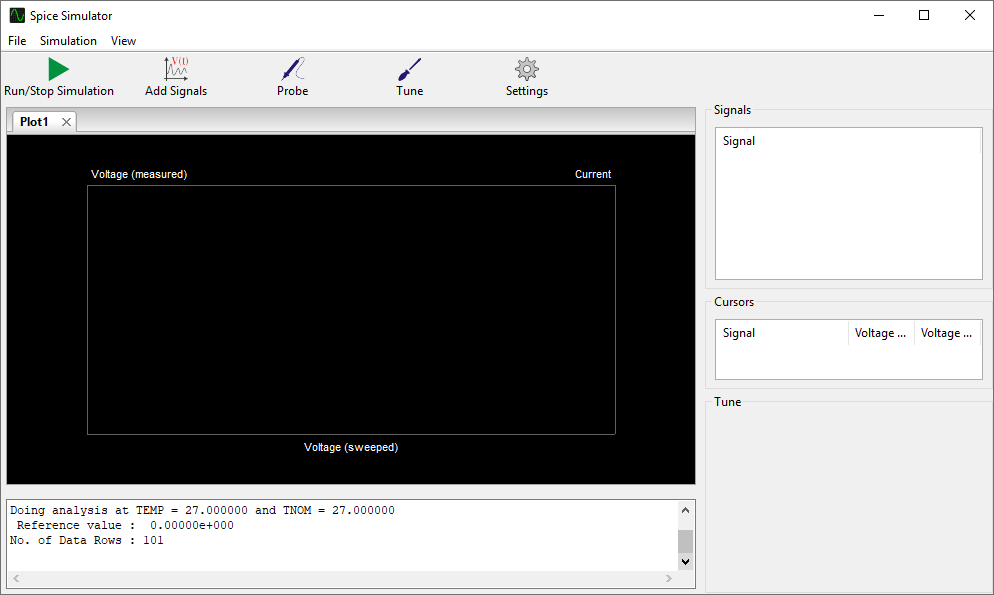 Spice Simulator
File Simulation View
Run/Stop Simulation Add Signals Probe Tune Settings
V(t)
Plot1
Voltage (measured) Current
Voltage (sweeped)
Doing analysis at TEMP = 27.000000 and TNOM = 27.000000
Reference value :  0.00000e+000
No. of Data Rows : 101
Signals
Signal
Cursors
Signal Voltage ... Voltage ...
Tune